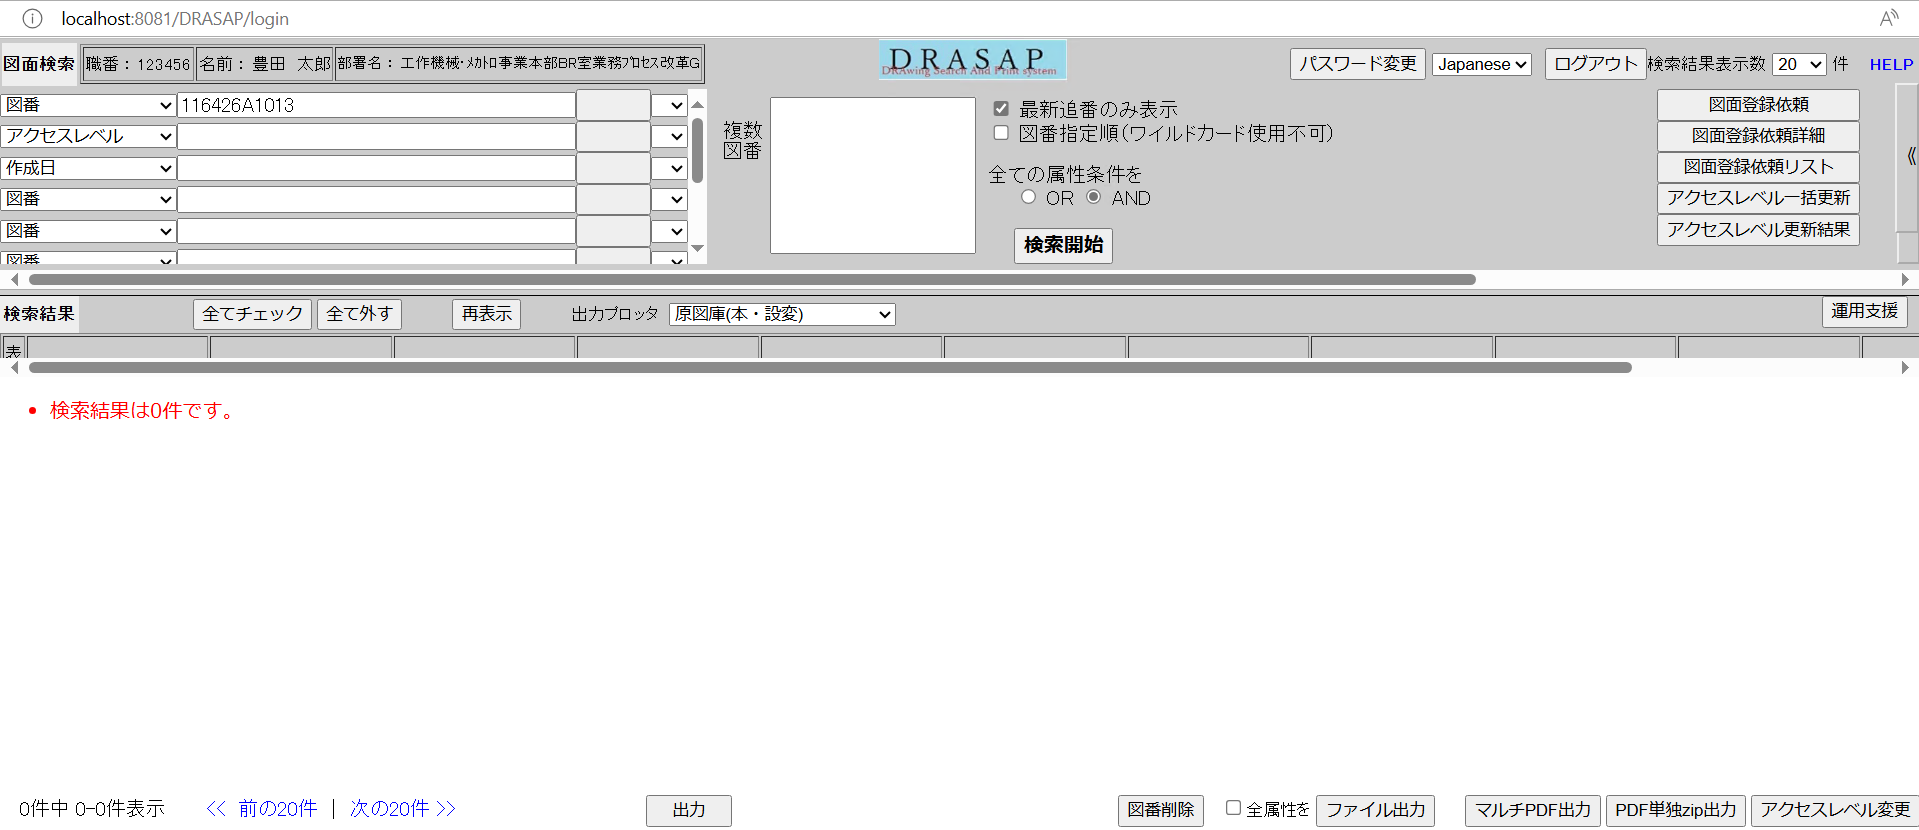 localhost:8081/DRASAP/login
図面検索 職番：123456 名前：豊田　太郎 部署名：工作機械・ﾒｶﾄﾛ事業本部BR室業務ﾌﾟﾛｾｽ改革G
DRASAP
DRAwing Search And Print system
パスワード変更 Japanese ログアウト 検索結果表示数 20 件 HELP
図番 116426A1013
アクセスレベル
作成日
図番
図番
図番
複数
図番
最新追番のみ表示
図番指定順（ワイルドカード使用不可）
全ての属性条件を
OR AND
検索開始
図面登録依頼
図面登録依頼詳細
図面登録依頼リスト
アクセスレベル一括更新
アクセスレベル更新結果
《
検索結果 全てチェック 全て外す 再表示 出力プロッタ 原図庫(本・設変) 運用支援
表
検索結果は0件です。
0件中 0-0件表示 << 前の20件 | 次の20件 >> 出力 図番削除 全属性を ファイル出力 マルチPDF出力 PDF単独zip出力 アクセスレベル変更